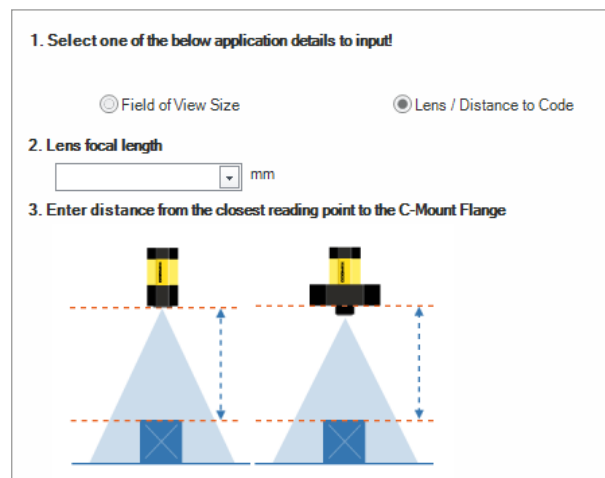 1. Select one of the below application details to input!
Field of View Size
Lens / Distance to Code
2. Lens focal length
mm
3. Enter distance from the closest reading point to the C-Mount Flange